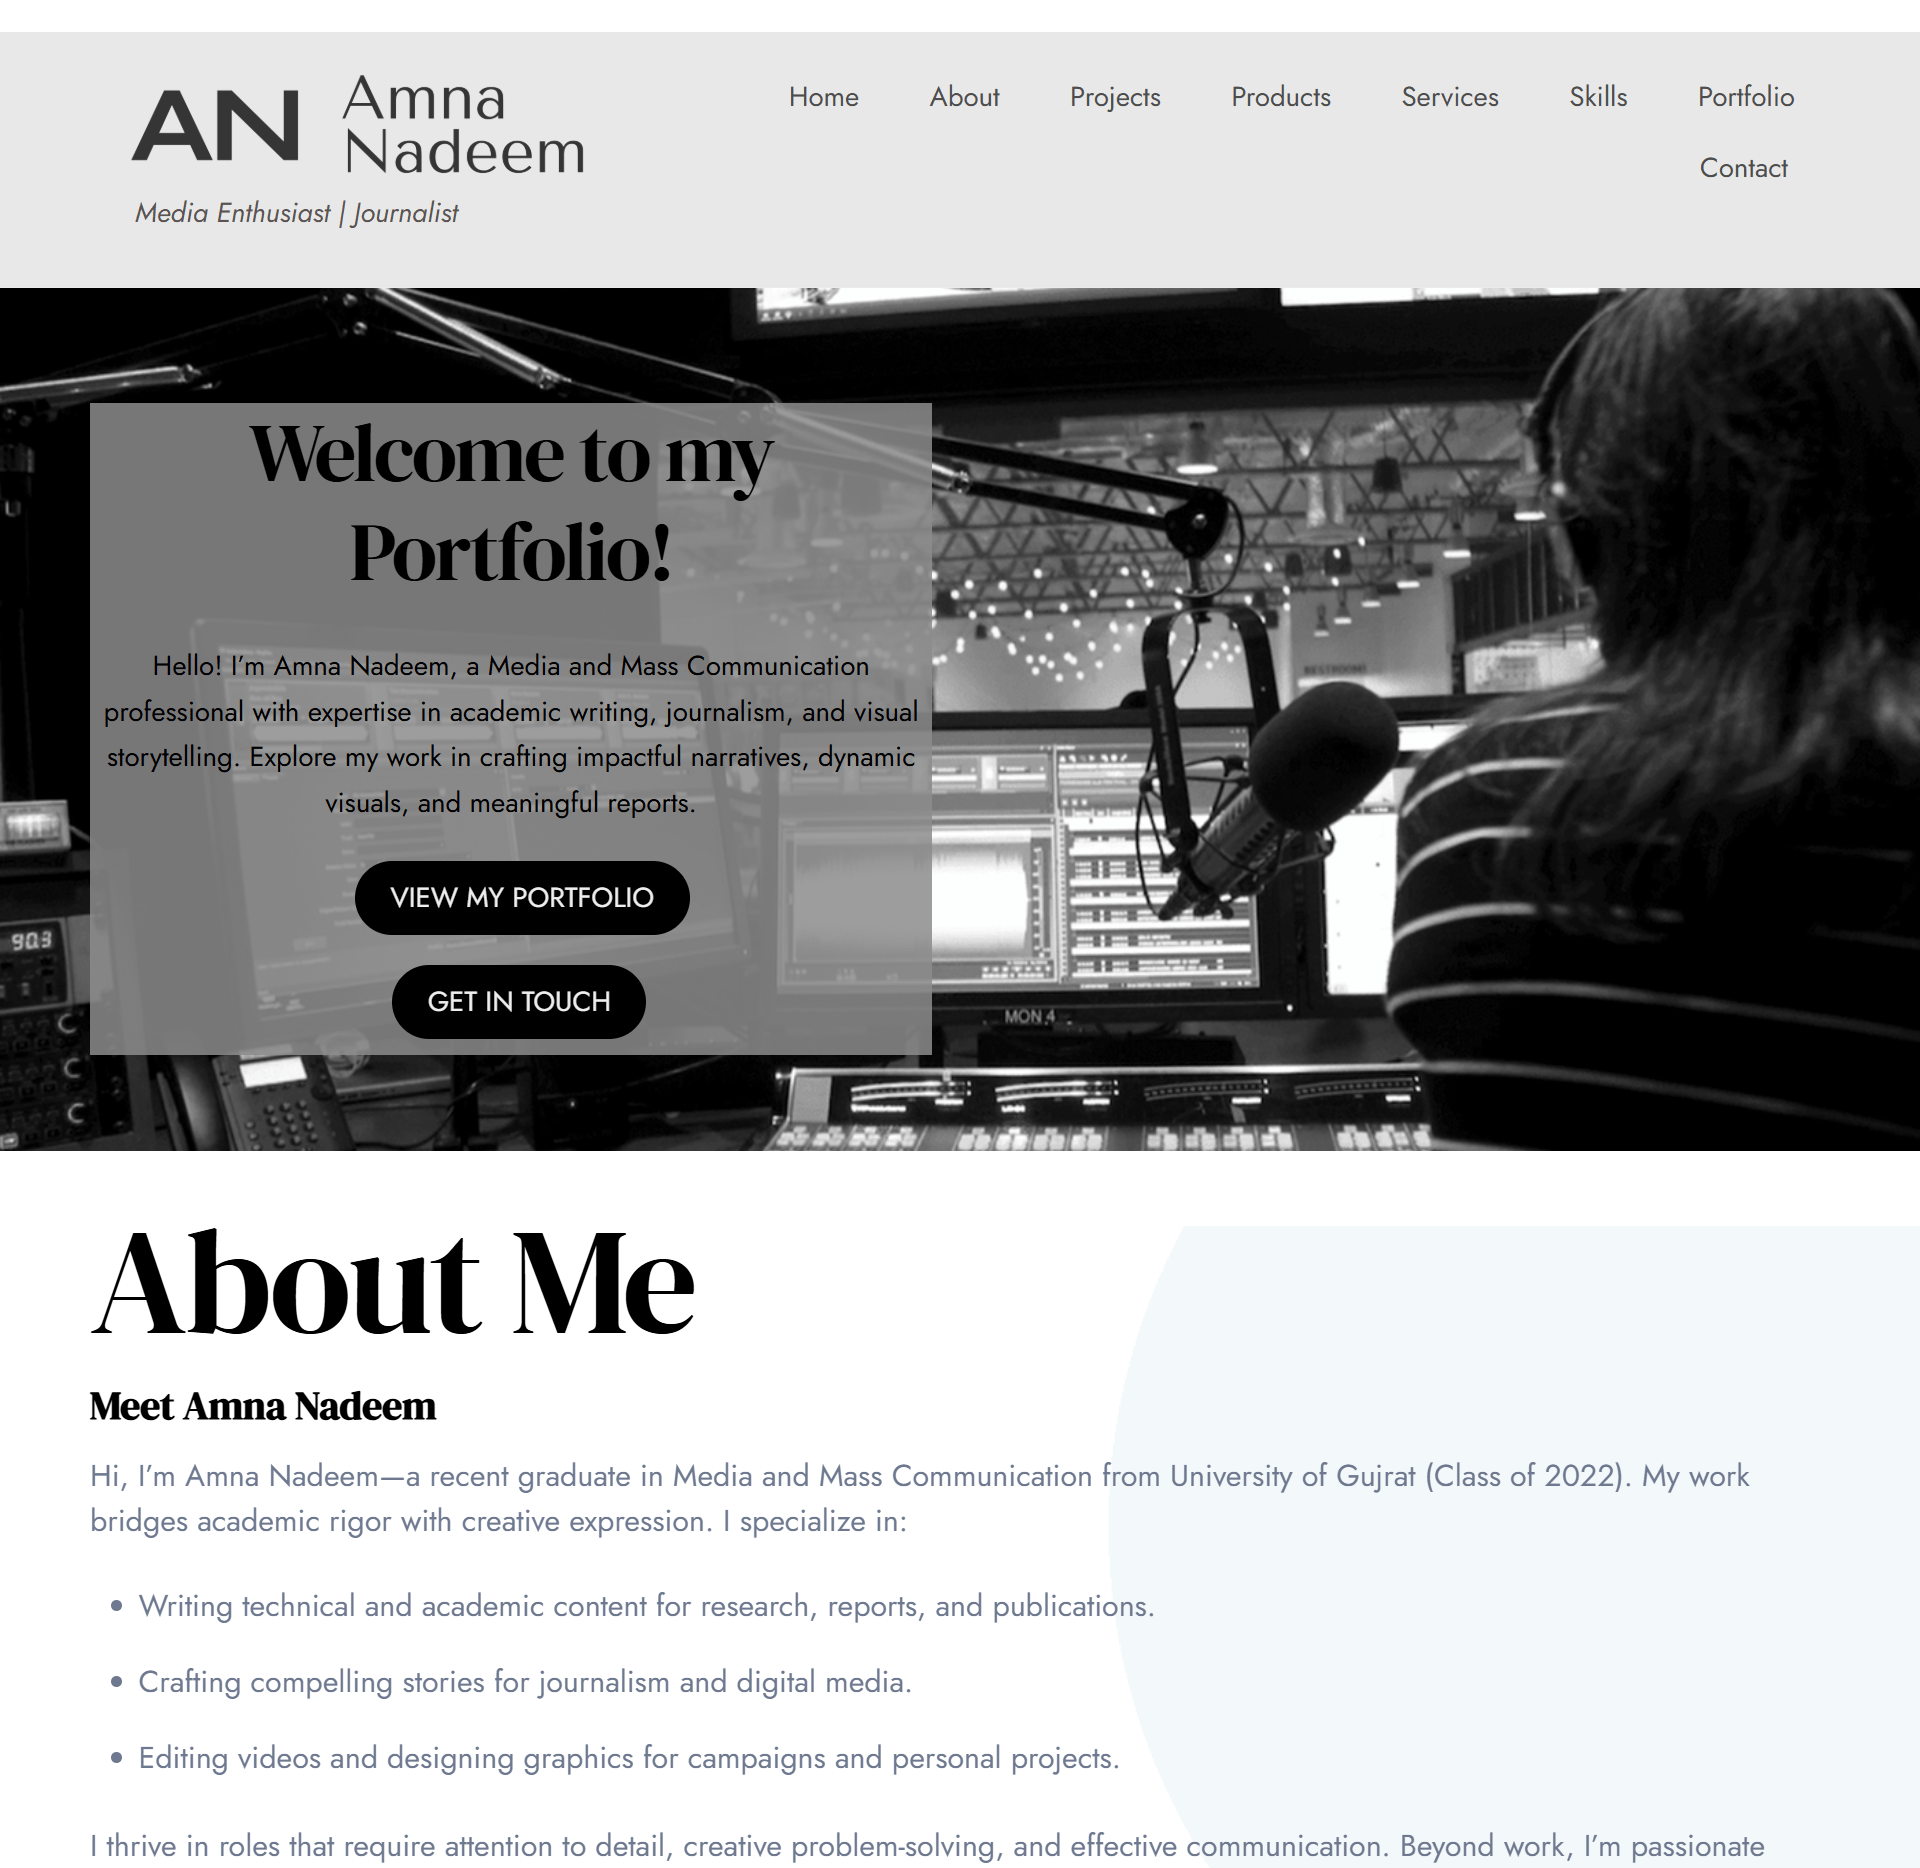 AN Amna
Nadeem
Media Enthusiast | Journalist
Home About Projects Products Services Skills Portfolio
Contact
Welcome to my
Portfolio!
Hello! I’m Amna Nadeem, a Media and Mass Communication
professional with expertise in academic writing, journalism, and visual
storytelling. Explore my work in crafting impactful narratives, dynamic
visuals, and meaningful reports.
VIEW MY PORTFOLIO
GET IN TOUCH
RESTROOMS
90.3
MON 4
About Me
Meet Amna Nadeem
Hi, I’m Amna Nadeem—a recent graduate in Media and Mass Communication from University of Gujrat (Class of 2022). My work
bridges academic rigor with creative expression. I specialize in:
Writing technical and academic content for research, reports, and publications.
Crafting compelling stories for journalism and digital media.
Editing videos and designing graphics for campaigns and personal projects.
I thrive in roles that require attention to detail, creative problem-solving, and effective communication. Beyond work, I’m passionate